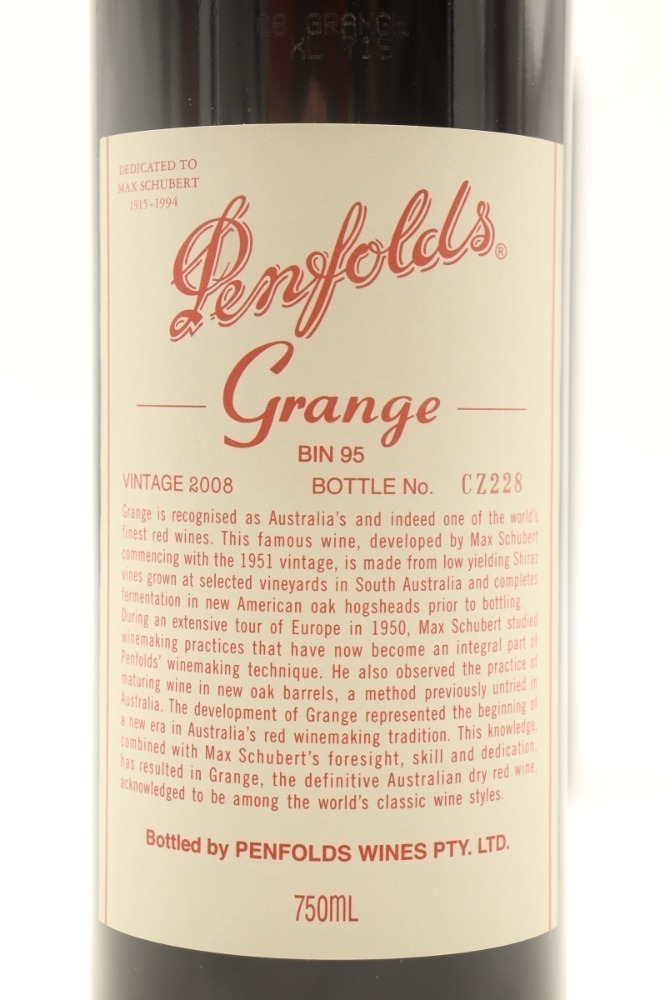 08 GRANGE
DEDICATED TO
MAX SCHUBERT
1915-1994
Penfolds®
Grange
BIN 95
VINTAGE 2008 BOTTLE No. CZ228
Grange is recognised as Australia's and indeed one of the world's
finest red wines. This famous wine, developed by Max Schubert
commencing with the 1951 vintage, is made from low yielding Shiraz
vines grown at selected vineyards in South Australia and completes
fermentation in new American oak hogsheads prior to bottling.
During an extensive tour of Europe in 1950, Max Schubert studied
winemaking practices that have now become an integral part of
Penfolds' winemaking technique. He also observed the practice of
maturing wine in new oak barrels, a method previously untried in
Australia. The development of Grange represented the beginning of
a new era in Australia's red winemaking tradition. This knowledge,
combined with Max Schubert's foresight, skill and dedication,
has resulted in Grange, the definitive Australian dry red wine,
acknowledged to be among the world's classic wine styles.
Bottled by PENFOLDS WINES PTY. LTD.
750ML